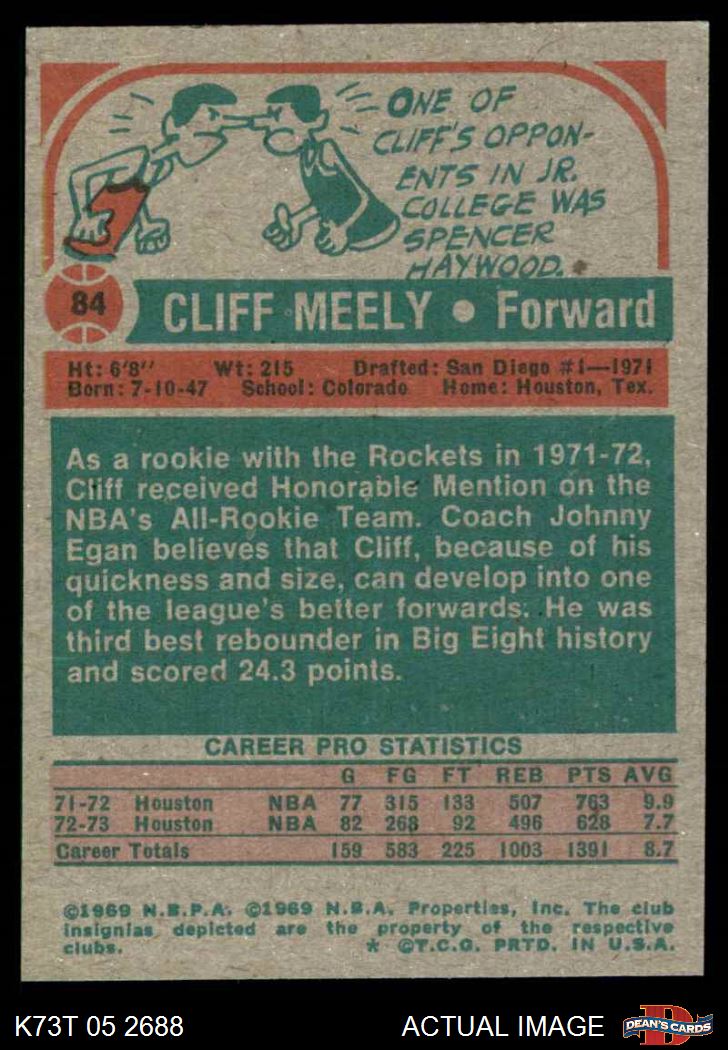 ONE OF
CLIFF'S OPPON-
ENTS IN JR.
COLLEGE WAS
SPENCER
HAYWOOD.
84
CLIFF MEELY • Forward
Ht: 6'8'' Wt: 215 Drafted: San Diego #1—1971
Born: 7-10-47 School: Colorado Home: Houston, Tex.
As a rookie with the Rockets in 1971-72,
Cliff received Honorable Mention on the
NBA's All-Rookie Team. Coach Johnny
Egan believes that Cliff, because of his
quickness and size, can develop into one
of the league's better forwards. He was
third best rebounder in Big Eight history
and scored 24.3 points.
CAREER PRO STATISTICS
G FG FT REB PTS AVG
71-72 Houston NBA 77 315 133 507 763 9.9
72-73 Houston NBA 82 268 92 496 628 7.7
Career Totals 159 583 225 1003 1391 8.7
©1969 N.B.P.A. ©1969 N.B.A. Properties, Inc. The club
insignias depicted are the property of the respective
clubs. * ©T.C.G. PRTD. IN U.S.A.
K73T 05 2688 ACTUAL IMAGE
D
DEAN'S CARDS